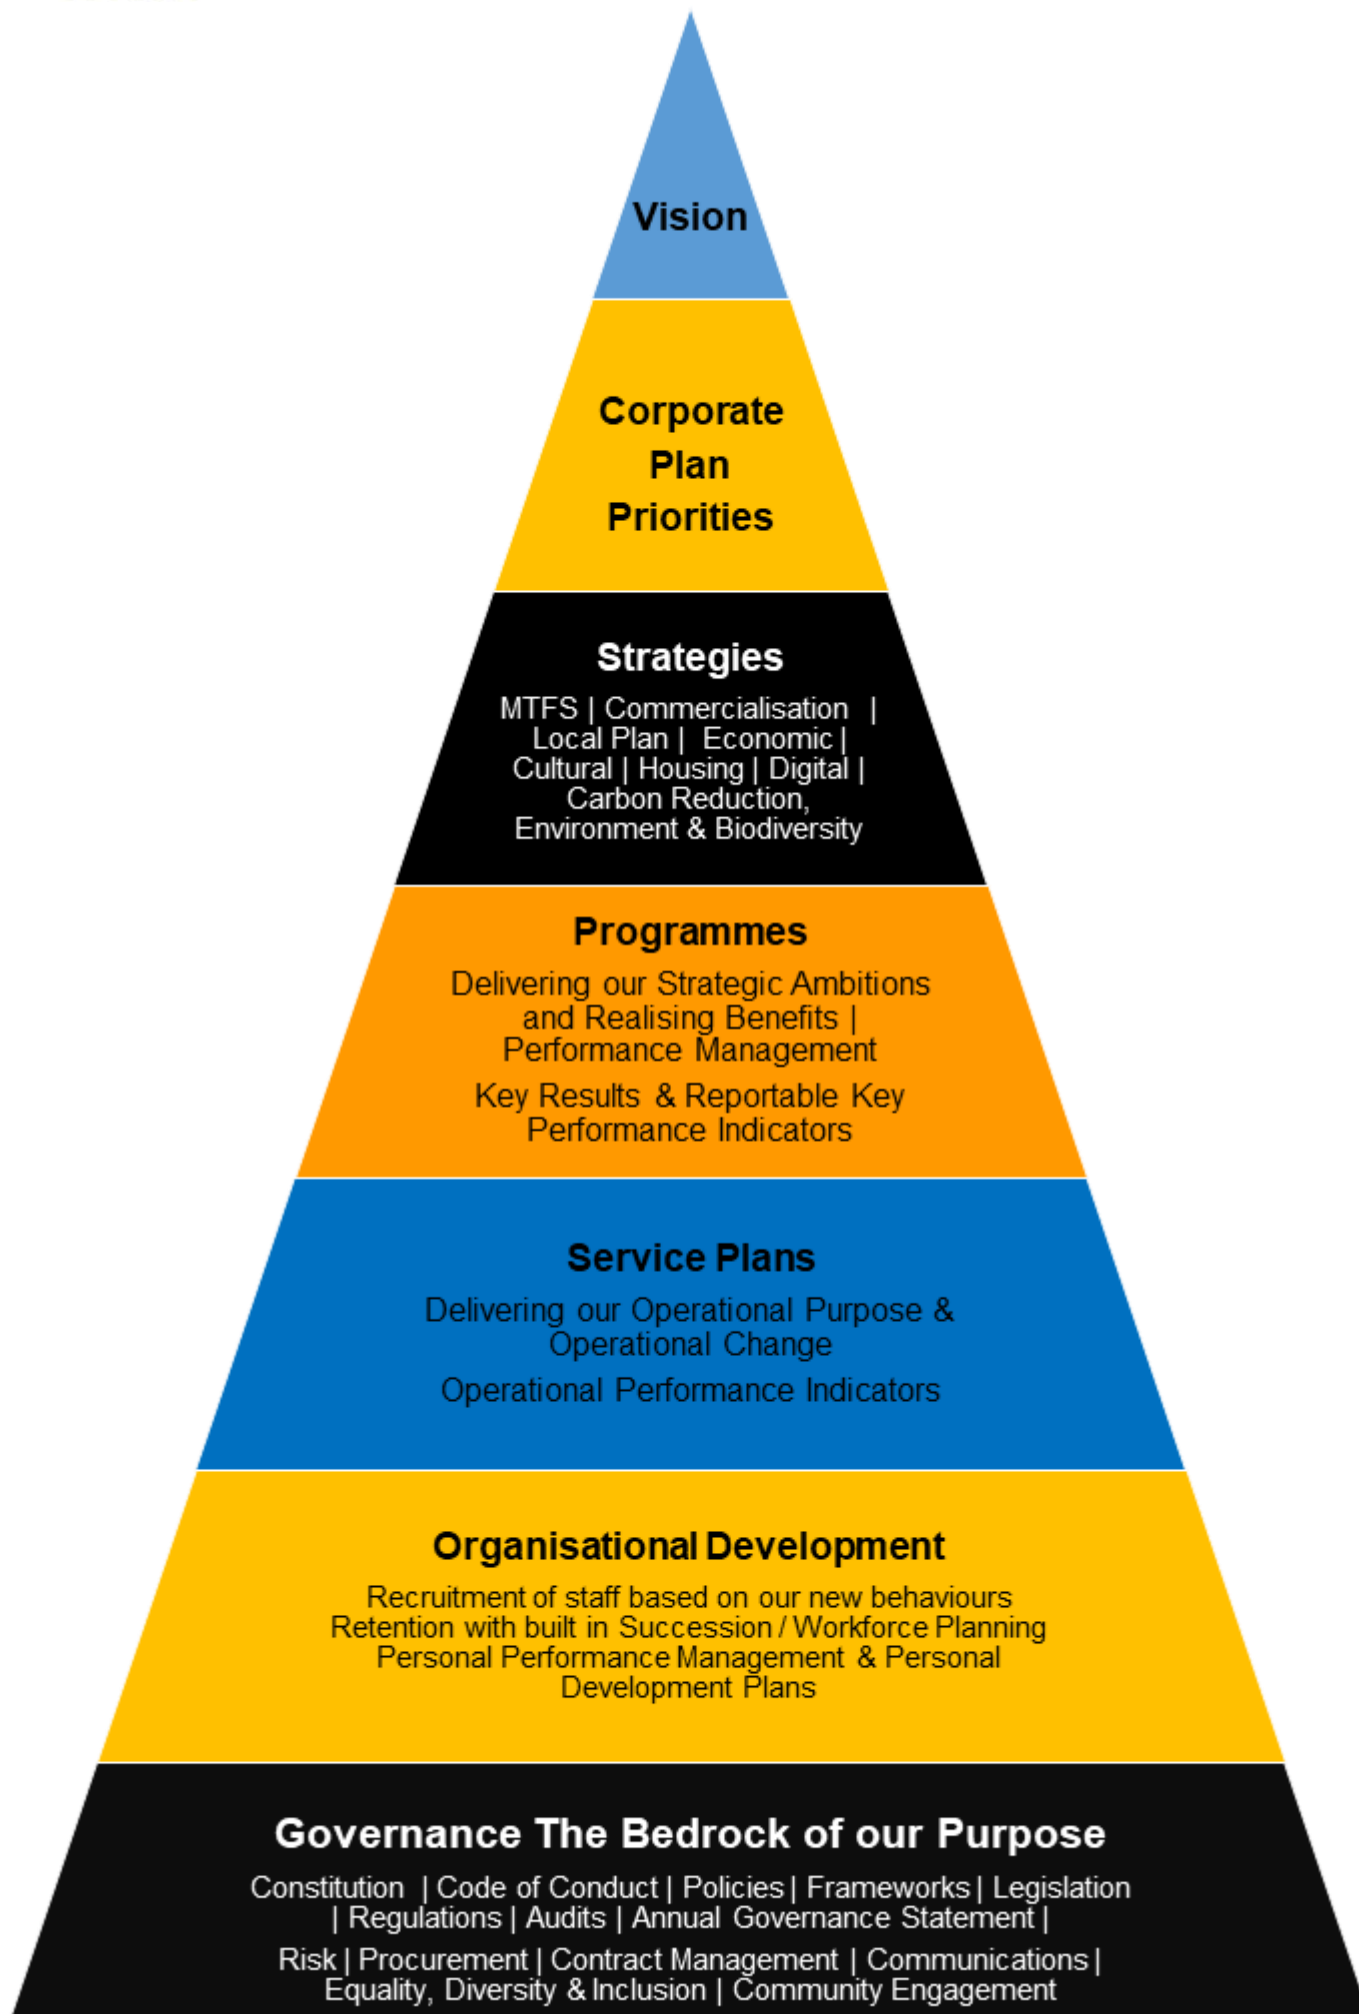 Vision
Corporate
Plan
Priorities
Strategies
MTFS | Commercialisation |
Local Plan | Economic |
Cultural | Housing | Digital |
Carbon Reduction,
Environment & Biodiversity
Programmes
Delivering our Strategic Ambitions
and Realising Benefits |
Performance Management
Key Results & Reportable Key
Performance Indicators
Service Plans
Delivering our Operational Purpose &
Operational Change
Operational Performance Indicators
Organisational Development
Recruitment of staff based on our new behaviours
Retention with built in Succession / Workforce Planning
Personal Performance Management & Personal
Development Plans
Governance The Bedrock of our Purpose
Constitution | Code of Conduct | Policies | Frameworks | Legislation
| Regulations | Audits | Annual Governance Statement |
Risk | Procurement | Contract Management | Communications |
Equality, Diversity & Inclusion | Community Engagement